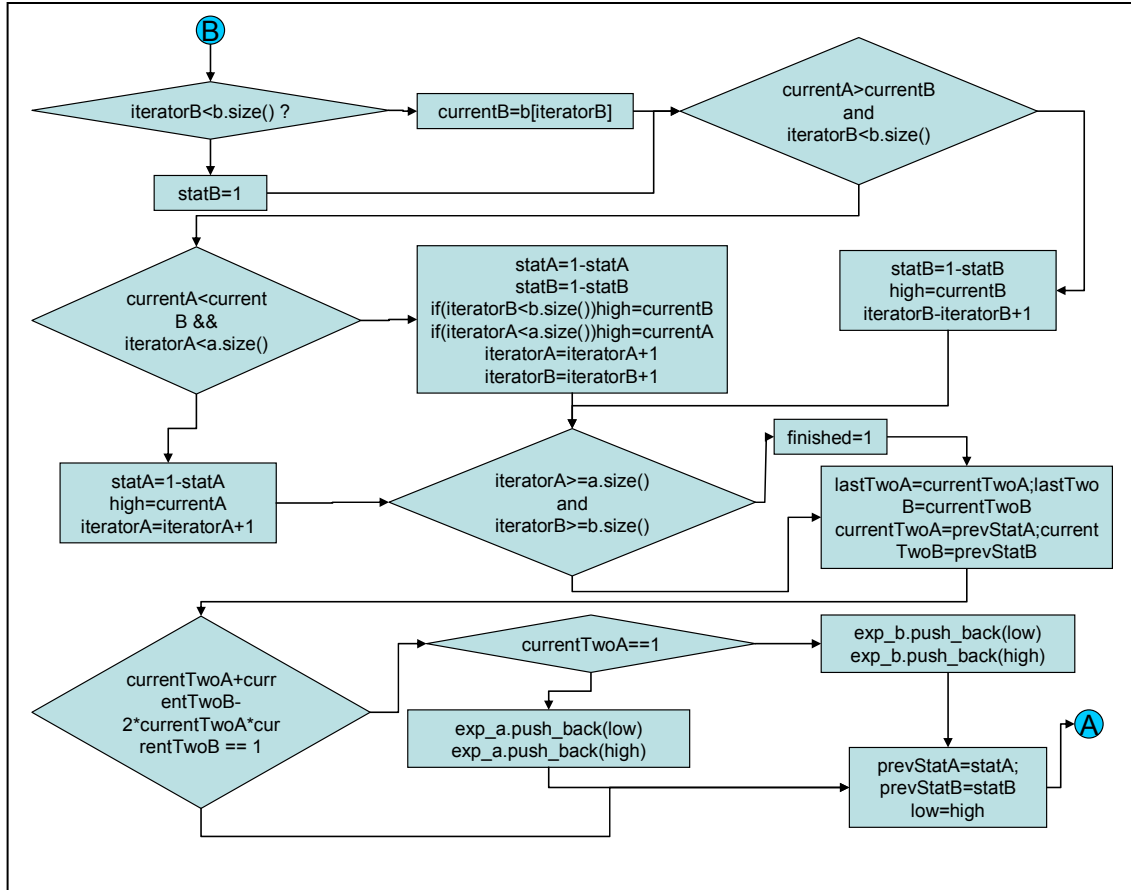 B
iteratorB<b.size() ?
currentB=b[iteratorB]
currentA>currentB
and
iteratorB<b.size()
statB=1
currentA<current
B &&
iteratorA<a.size()
statA=1-statA
statB=1-statB
if(iteratorB<b.size())high=currentB
if(iteratorA<a.size())high=currentA
iteratorA=iteratorA+1
iteratorB=iteratorB+1
statB=1-statB
high=currentB
iteratorB-iteratorB+1
statA=1-statA
high=currentA
iteratorA=iteratorA+1
iteratorA>=a.size()
and
iteratorB>=b.size()
finished=1
lastTwoA=currentTwoA;lastTwo
B=currentTwoB
currentTwoA=prevStatA;current
TwoB=prevStatB
currentTwoA+curr
entTwoB-
2*currentTwoA*cur
rentTwoB == 1
currentTwoA==1
exp_b.push_back(low)
exp_b.push_back(high)
exp_a.push_back(low)
exp_a.push_back(high)
prevStatA=statA;
prevStatB=statB
low=high
A